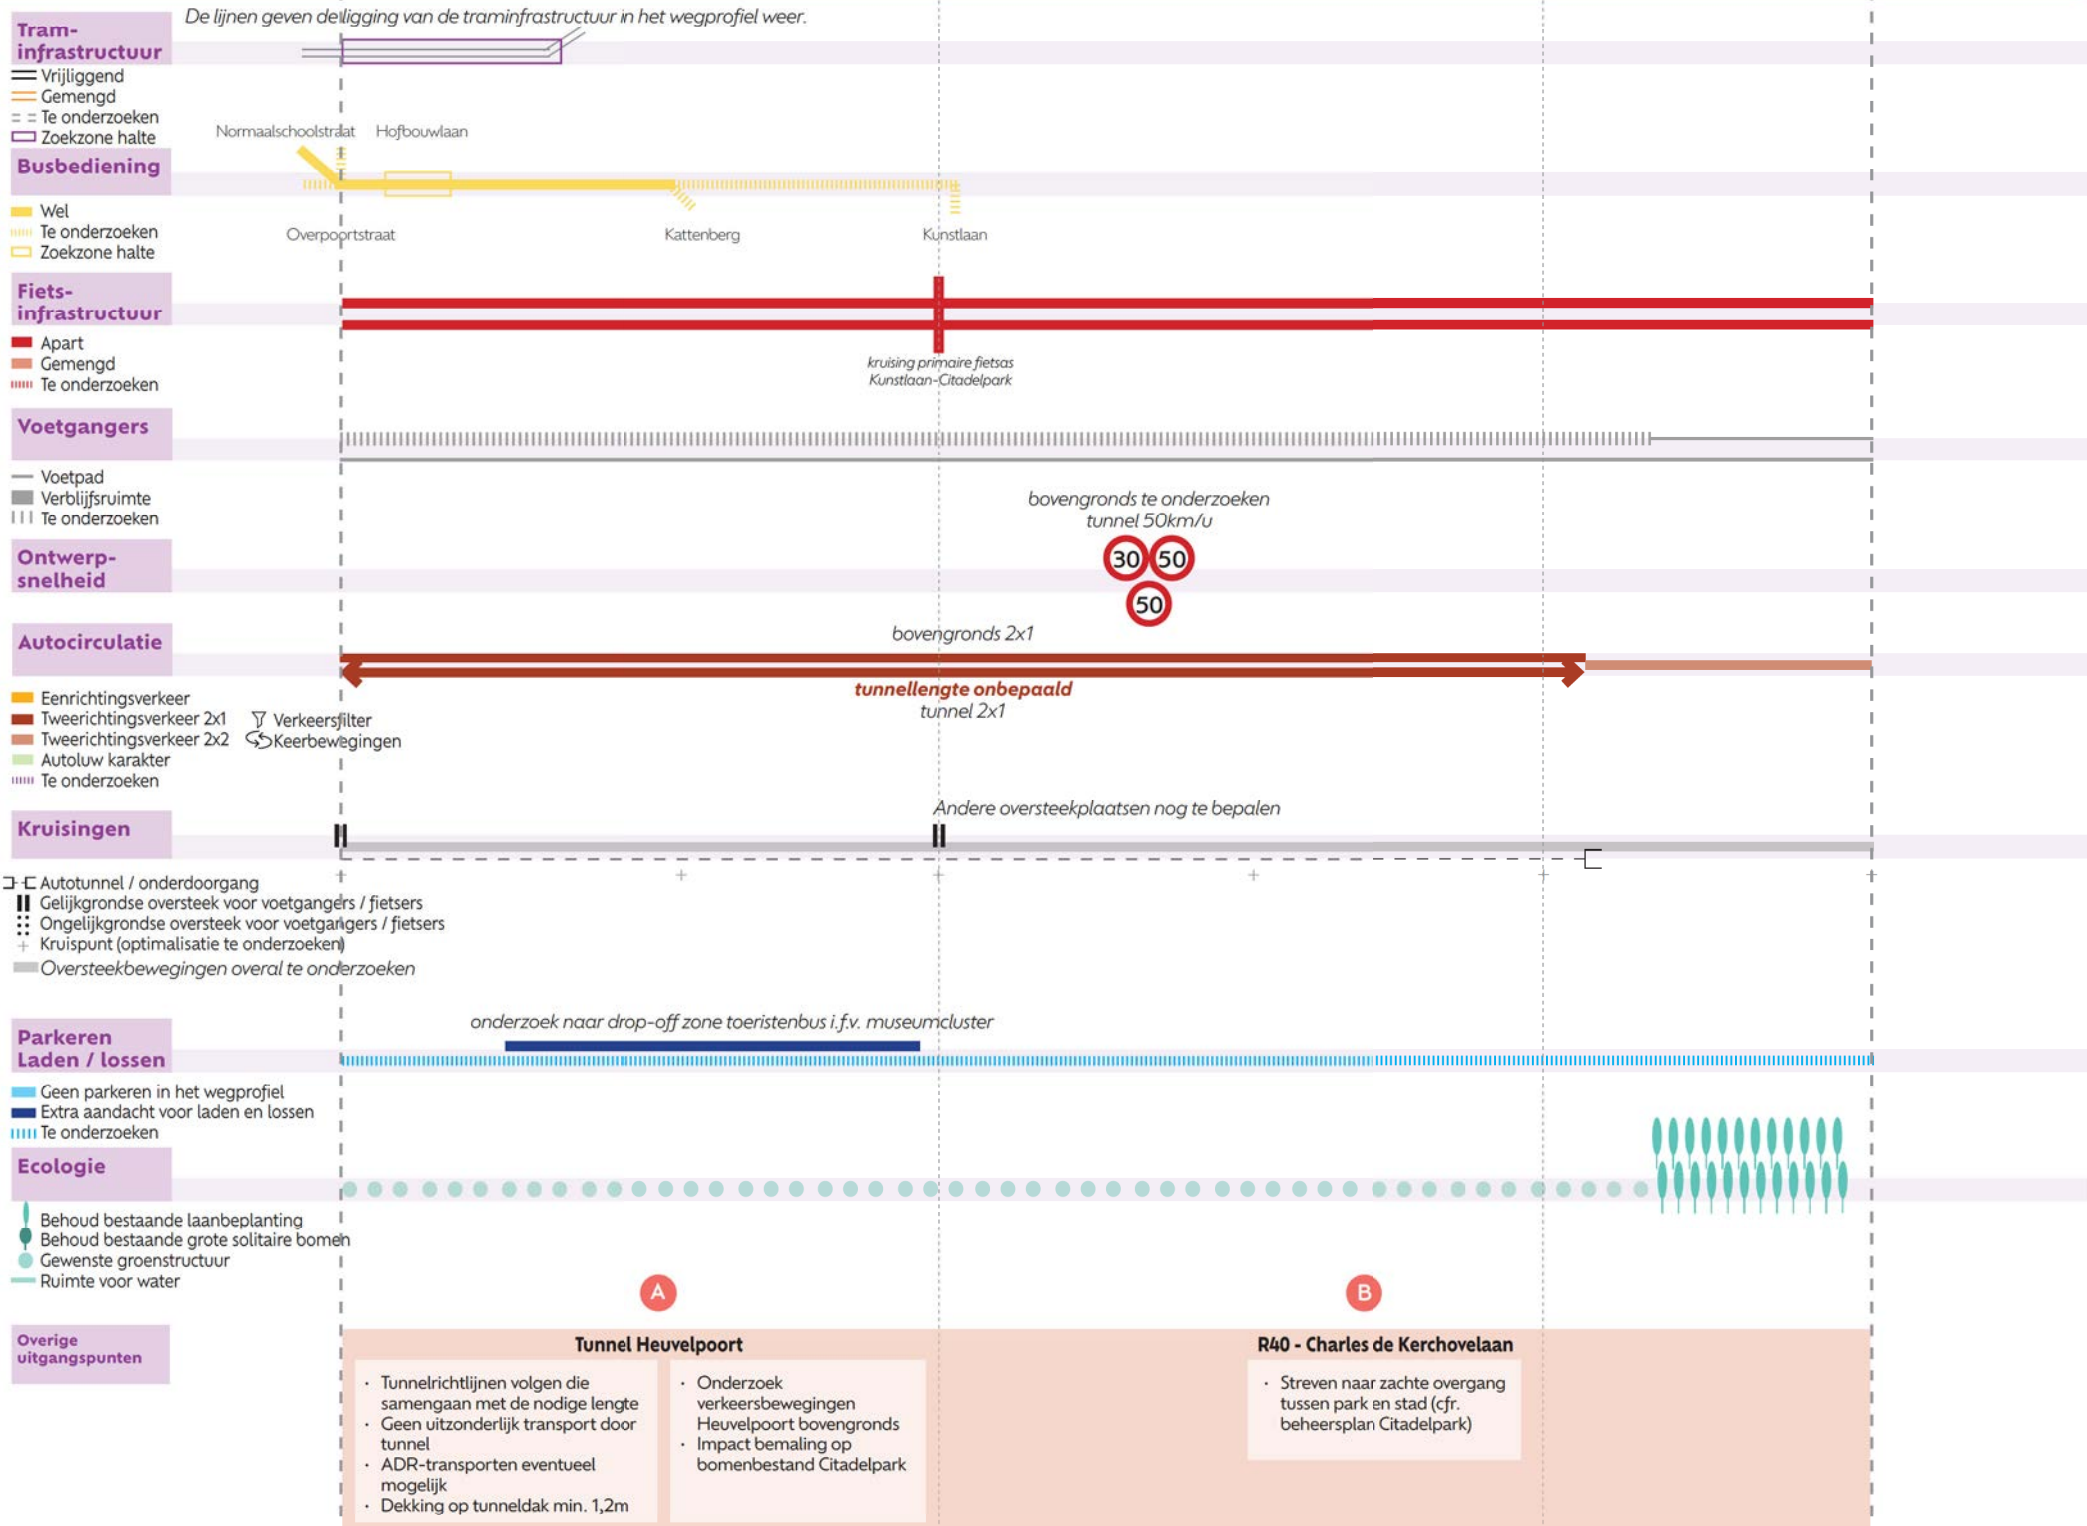 De lijnen geven de ligging van de traminfrastructuur in het wegprofiel weer.
Tram-
infrastructuur
Vrijliggend
Gemengd
Te onderzoeken
Zoekzone halte
Normaalschoolstraat
Hofbouwlaan
Busbediening
Wel
Te onderzoeken
Zoekzone halte
Overpoortstraat
Kattenberg
Kunstlaan
Fiets-
infrastructuur
Apart
Gemengd
Te onderzoeken
kruising primaire fietsas
Kunstlaan-Citadelpark
Voetgangers
Voetpad
Verblijfsruimte
Te onderzoeken
bovengronds te onderzoeken
tunnel 50km/u
30
50
50
Ontwerp-
snelheid
Autocirculatie
bovengronds 2x1
tunnellengte onbepaald
tunnel 2x1
Eenrichtingsverkeer
Tweerichtingsverkeer 2x1
Tweerichtingsverkeer 2x2
Autoluw karakter
Te onderzoeken
Verkeersfilter
Keerbewegingen
Andere oversteekplaatsen nog te bepalen
Kruisingen
Autotunnel / onderdoorgang
Gelijkgrondse oversteek voor voetgangers / fietsers
Ongelijkgrondse oversteek voor voetgangers / fietsers
Kruispunt (optimalisatie te onderzoeken)
Oversteekbewegingen overal te onderzoeken
onderzoek naar drop-off zone toeristenbus i.f.v. museumcluster
Parkeren
Laden / lossen
Geen parkeren in het wegprofiel
Extra aandacht voor laden en lossen
Te onderzoeken
Ecologie
Behoud bestaande laanbeplanting
Behoud bestaande grote solitaire bomen
Gewenste groenstructuur
Ruimte voor water
A
B
Overige
uitgangspunten
Tunnel Heuvelpoort
· Tunnelrichtlijnen volgen die
samengaan met de nodige lengte
· Geen uitzonderlijk transport door
tunnel
· ADR-transporten eventueel
mogelijk
· Dekking op tunneldak min. 1,2m
· Onderzoek
verkeersbewegingen
Heuvelpoort bovengronds
· Impact bemaling op
bomenbestand Citadelpark
R40 - Charles de Kerchovelaan
· Streven naar zachte overgang
tussen park en stad (cfr.
beheersplan Citadelpark)